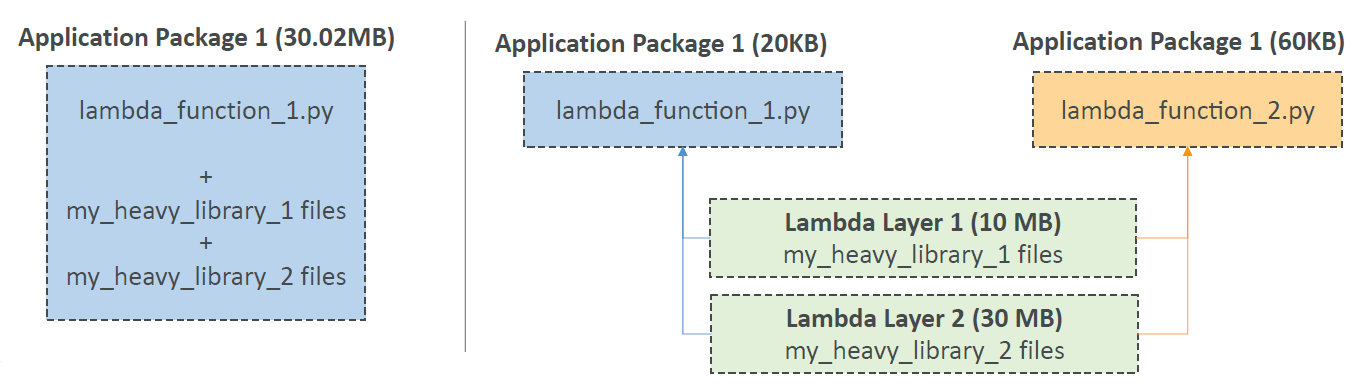 Application Package 1 (30.02MB)
lambda_function_1.py
+
my_heavy_library_1 files
+
my_heavy_library_2 files
Application Package 1 (20KB)
lambda_function_1.py
Application Package 1 (60KB)
lambda_function_2.py
Lambda Layer 1 (10 MB)
my_heavy_library_1 files
Lambda Layer 2 (30 MB)
my_heavy_library_2 files